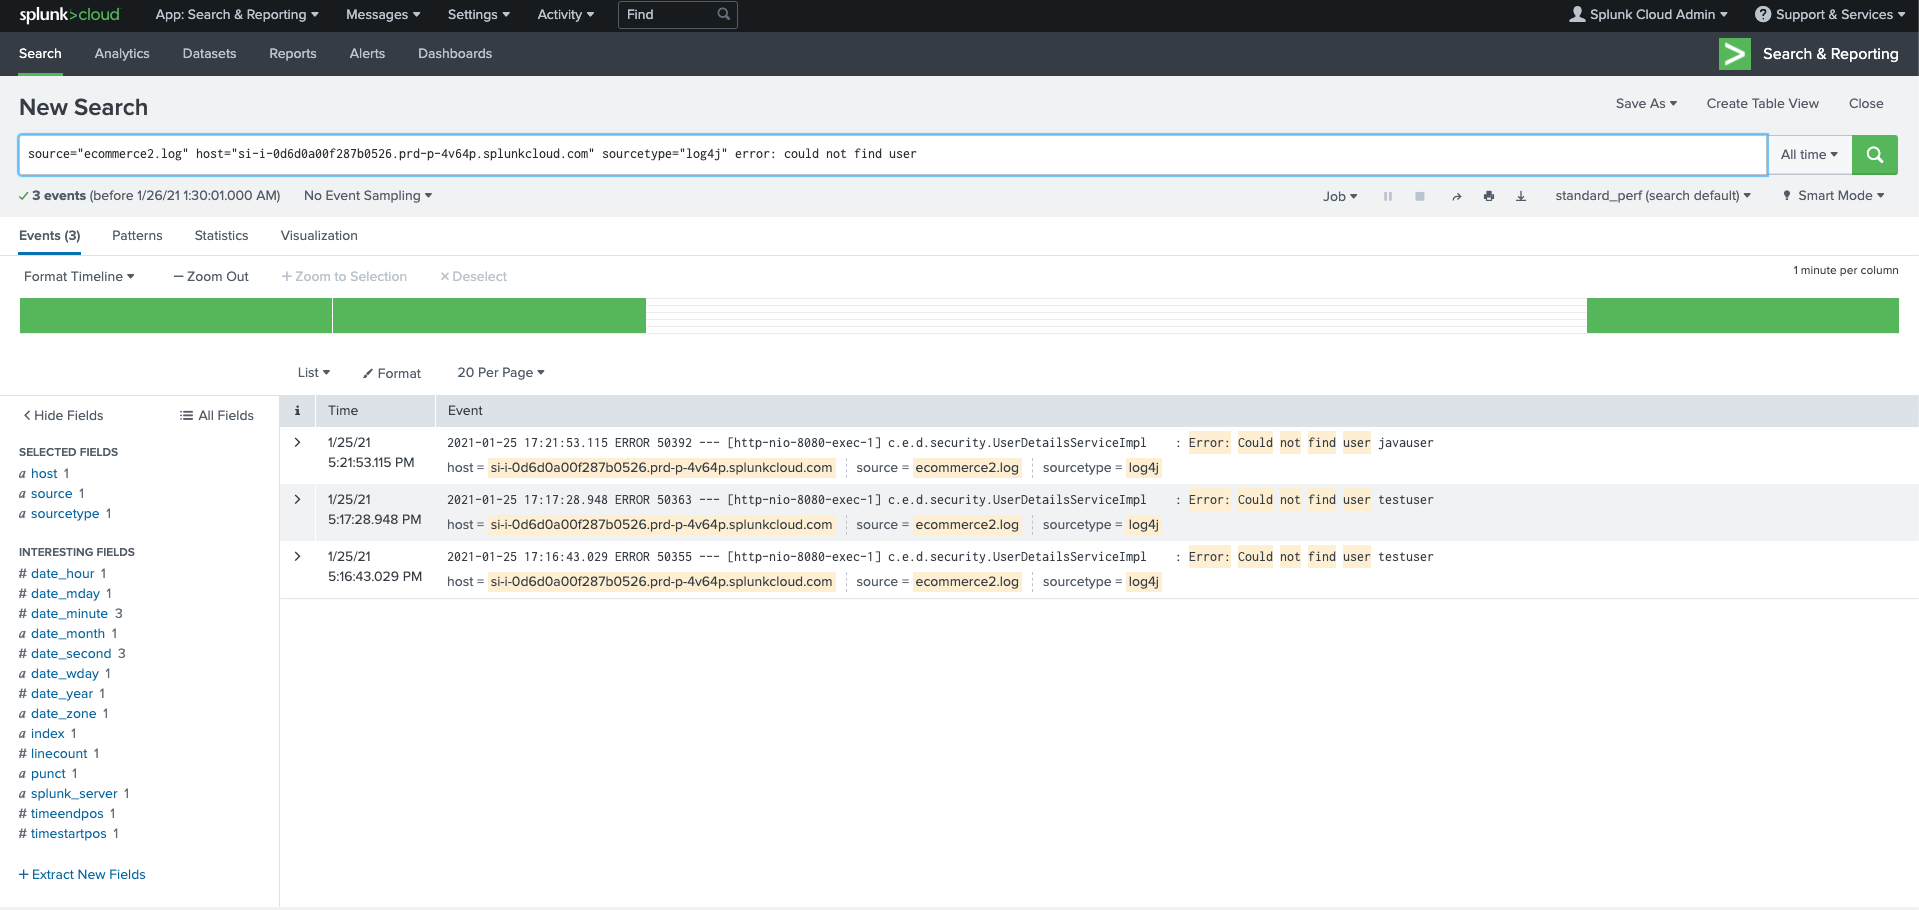 splunk>cloud App: Search & Reporting Messages Settings Activity Find Splunk Cloud Admin ? Support & Services
Search Analytics Datasets Reports Alerts Dashboards > Search & Reporting
New Search Save As Create Table View Close
source="ecommerce2.log" host="si-i-0d6d0a00f287b0526.prd-p-4v64p.splunkcloud.com" sourcetype="log4j" error: could not find user All time
✓ 3 events (before 1/26/21 1:30:01.000 AM) No Event Sampling Job standard_perf (search default) Smart Mode
Events (3) Patterns Statistics Visualization
Format Timeline — Zoom Out + Zoom to Selection × Deselect 1 minute per column
List Format 20 Per Page
< Hide Fields All Fields
SELECTED FIELDS
a host 1
a source 1
a sourcetype 1
INTERESTING FIELDS
# date_hour 1
# date_mday 1
# date_minute 3
a date_month 1
# date_second 3
a date_wday 1
# date_year 1
a date_zone 1
a index 1
# linecount 1
a punct 1
a splunk_server 1
# timeendpos 1
# timestartpos 1
+ Extract New Fields
i Time Event
> 1/25/21 2021-01-25 17:21:53.115 ERROR 50392 --- [http-nio-8080-exec-1] c.e.d.security.UserDetailsServiceImpl : Error: Could not find user javauser
5:21:53.115 PM host = si-i-0d6d0a00f287b0526.prd-p-4v64p.splunkcloud.com source = ecommerce2.log sourcetype = log4j
> 1/25/21 2021-01-25 17:17:28.948 ERROR 50363 --- [http-nio-8080-exec-1] c.e.d.security.UserDetailsServiceImpl : Error: Could not find user testuser
5:17:28.948 PM host = si-i-0d6d0a00f287b0526.prd-p-4v64p.splunkcloud.com source = ecommerce2.log sourcetype = log4j
> 1/25/21 2021-01-25 17:16:43.029 ERROR 50355 --- [http-nio-8080-exec-1] c.e.d.security.UserDetailsServiceImpl : Error: Could not find user testuser
5:16:43.029 PM host = si-i-0d6d0a00f287b0526.prd-p-4v64p.splunkcloud.com source = ecommerce2.log sourcetype = log4j